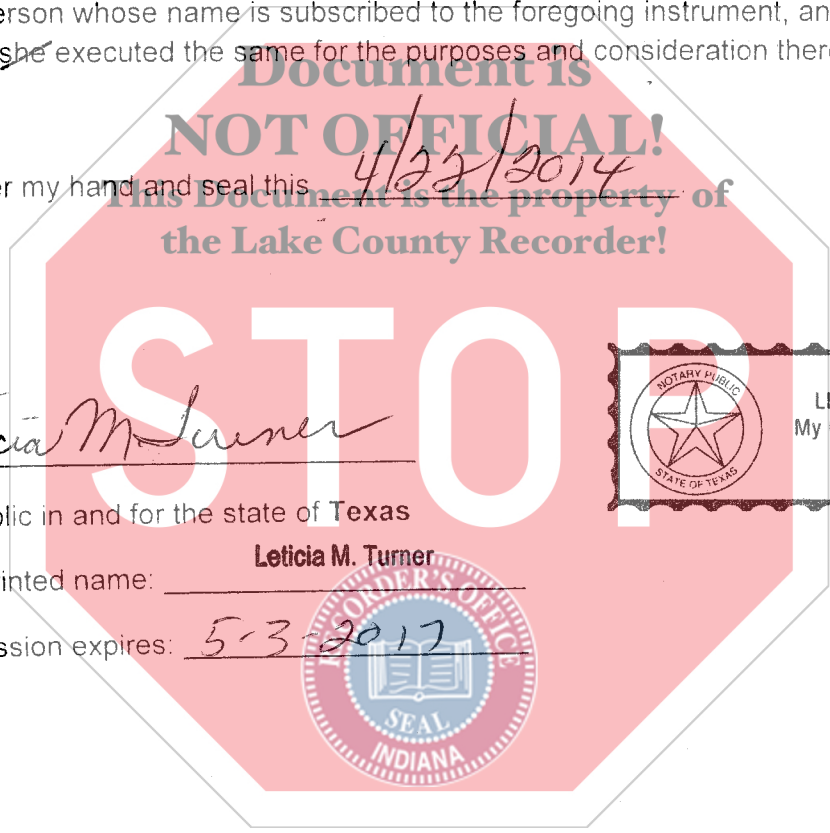 erson whose name is subscribed to the foregoing instrument, an
she executed the same for the purposes and consideration there
Document is
NOT OFFICIAL!
er my hand and seal this 4/22/2014
This Document is the property of
the Lake County Recorder!
STOP
NOTARY PUBLIC
STATE OF TEXAS
LE
My
cia M Turner
lic in and for the state of Texas
Leticia M. Turner
inted name:
ssion expires: 5-3-2017
RECORDER'S OFFICE
SEAL
INDIANA